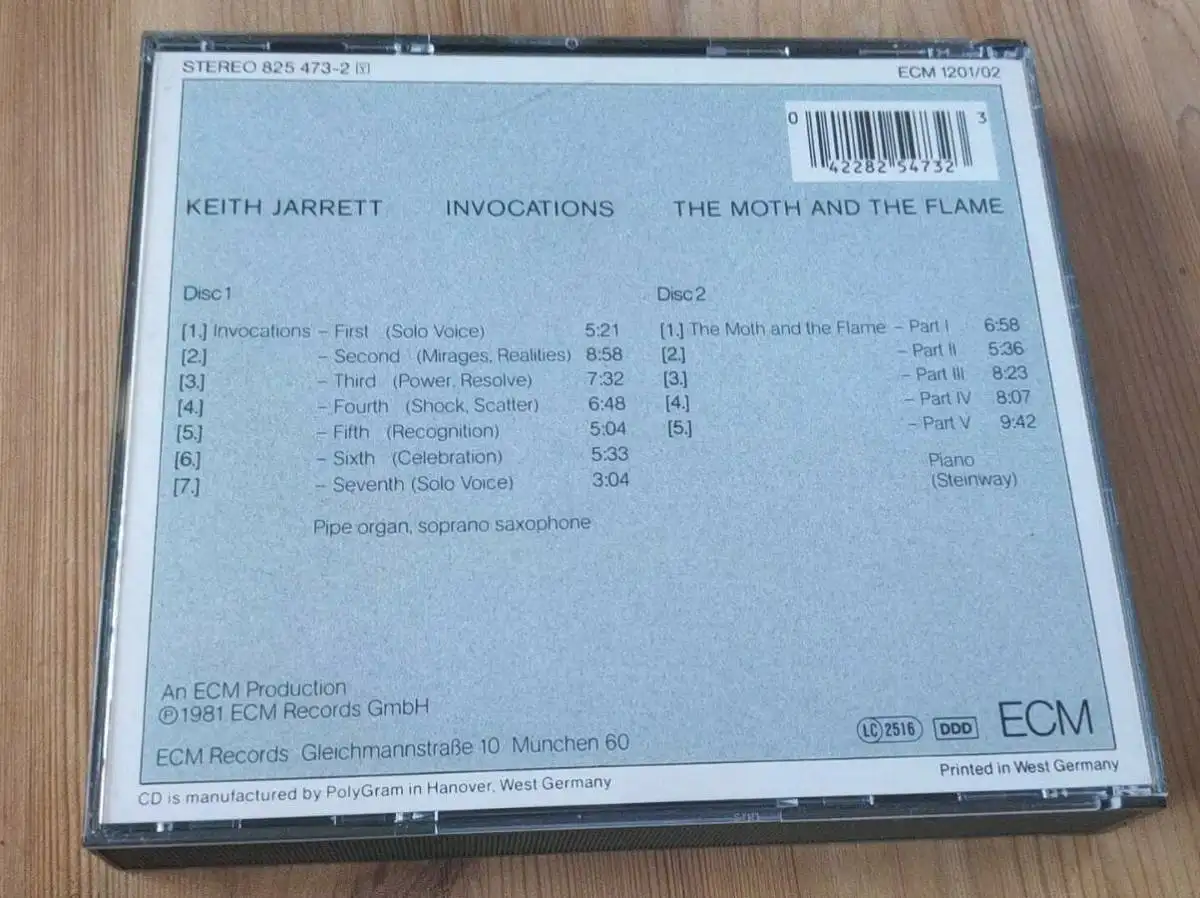 STEREO 825 473-2 Y
ECM 1201/02
0 42282 54732 3
KEITH JARRETT INVOCATIONS THE MOTH AND THE FLAME
Disc 1
[1.] Invocations – First (Solo Voice) 5:21
[2.] – Second (Mirages, Realities) 8:58
[3.] – Third (Power, Resolve) 7:32
[4.] – Fourth (Shock, Scatter) 6:48
[5.] – Fifth (Recognition) 5:04
[6.] – Sixth (Celebration) 5:33
[7.] – Seventh (Solo Voice) 3:04
Pipe organ, soprano saxophone
Disc 2
[1.] The Moth and the Flame – Part I 6:58
[2.] – Part II 5:36
[3.] – Part III 8:23
[4.] – Part IV 8:07
[5.] – Part V 9:42
Piano
(Steinway)
An ECM Production
Ⓟ1981 ECM Records GmbH
ECM Records Gleichmannstraße 10 München 60
LC 2516 DDD ECM
CD is manufactured by PolyGram in Hanover, West Germany
Printed in West Germany